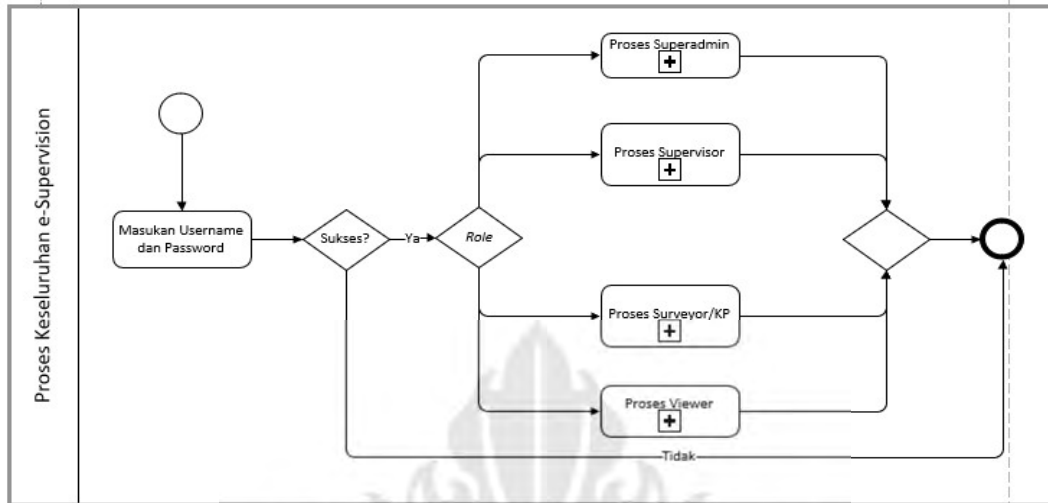 Proses Keseluruhan e-Supervision
Masukan Username
dan Password
Sukses?
Ya
Role
Proses Superadmin
Proses Supervisor
Proses Surveyor/KP
Proses Viewer
Tidak